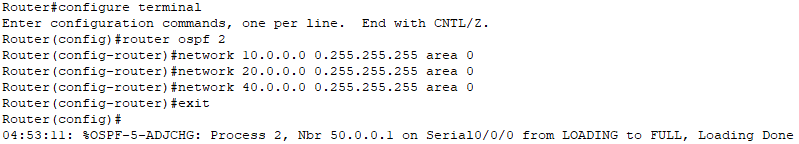 Router#configure terminal
Enter configuration commands, one per line.  End with CNTL/Z.
Router(config)#router ospf 2
Router(config-router)#network 10.0.0.0 0.255.255.255 area 0
Router(config-router)#network 20.0.0.0 0.255.255.255 area 0
Router(config-router)#network 40.0.0.0 0.255.255.255 area 0
Router(config-router)#exit
Router(config)#
04:53:11: %OSPF-5-ADJCHG: Process 2, Nbr 50.0.0.1 on Serial0/0/0 from LOADING to FULL, Loading Done